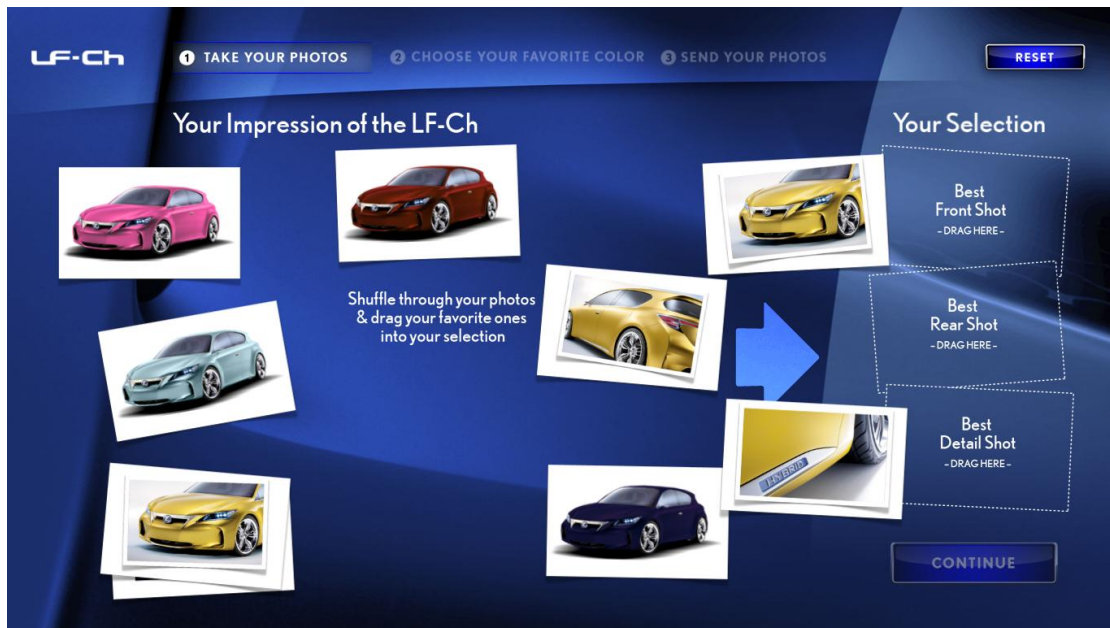 LF-Ch
1 TAKE YOUR PHOTOS
2 CHOOSE YOUR FAVORITE COLOR
3 SEND YOUR PHOTOS
RESET
Your Impression of the LF-Ch
Your Selection
Best
Front Shot
– DRAG HERE –
Shuffle through your photos
& drag your favorite ones
into your selection
Best
Rear Shot
– DRAG HERE –
Best
Detail Shot
– DRAG HERE –
HYBRID
CONTINUE